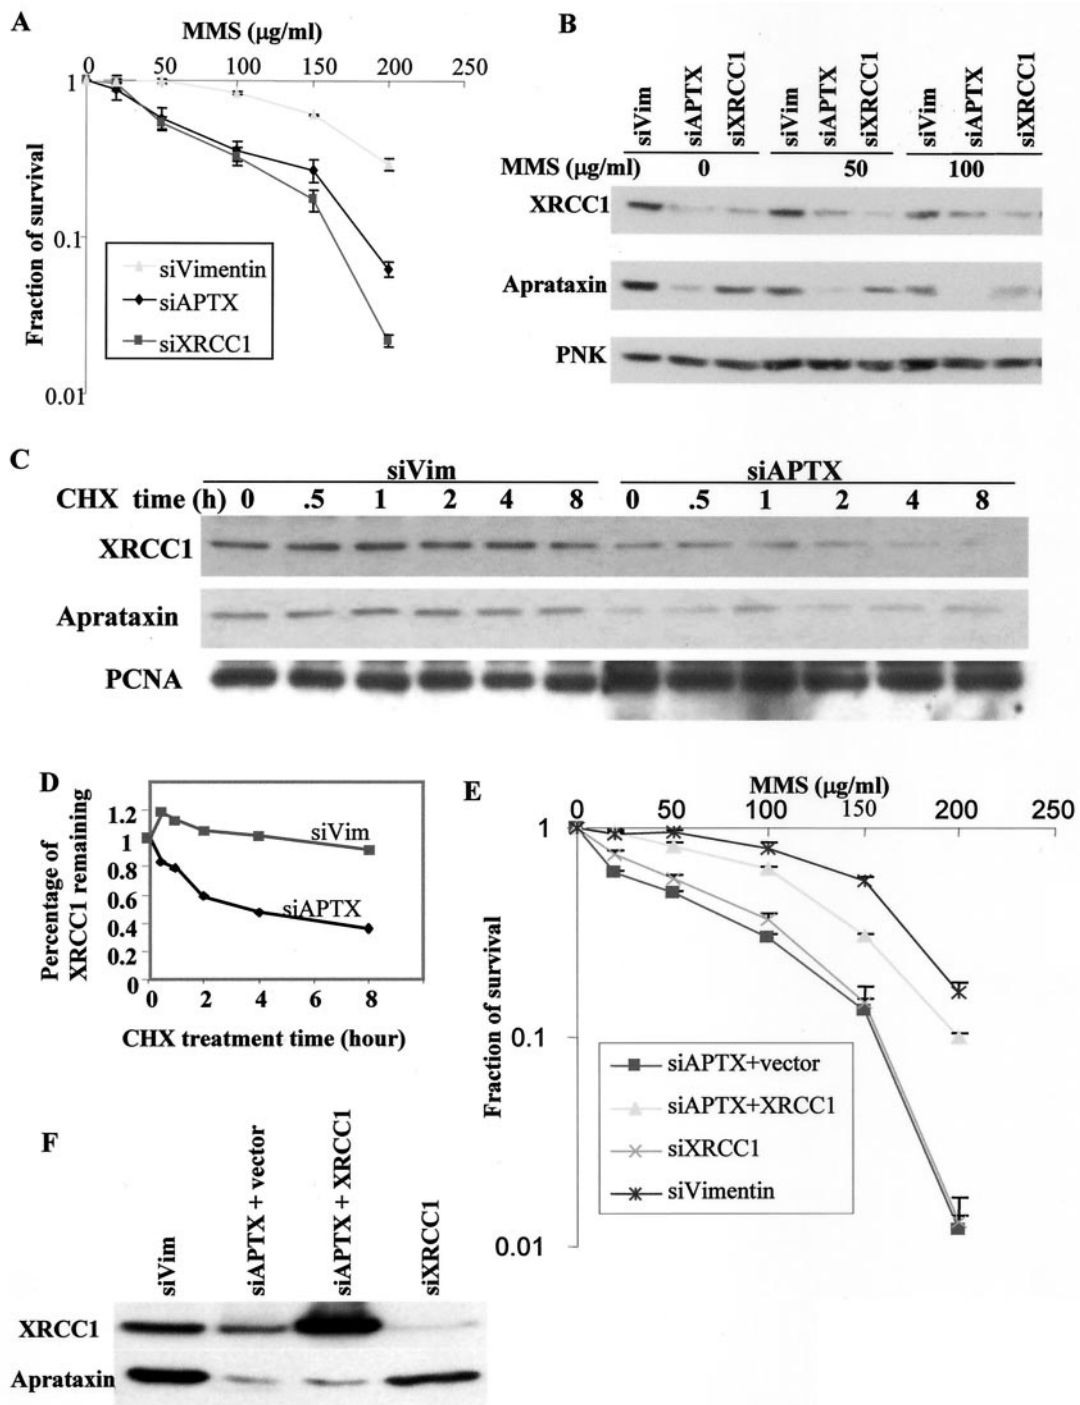 A
MMS (μg/ml)
0 50 100 150 200 250
1
0.1
0.01
Fraction of survival
siVimentin
siAPTX
siXRCC1
B
siVim siAPTX siXRCC1 siVim siAPTX siXRCC1 siVim siAPTX siXRCC1
MMS (μg/ml) 0 50 100
XRCC1
Aprataxin
PNK
C
siVim siAPTX
CHX time (h) 0 .5 1 2 4 8 0 .5 1 2 4 8
XRCC1
Aprataxin
PCNA
D
Percentage of
XRCC1 remaining
1.2
1
0.8
0.6
0.4
0.2
0
siVim
siAPTX
0 2 4 6 8
CHX treatment time (hour)
E
MMS (μg/ml)
0 50 100 150 200 250
1
0.1
0.01
Fraction of survival
siAPTX+vector
siAPTX+XRCC1
siXRCC1
siVimentin
F
siVim siAPTX + vector siAPTX + XRCC1 siXRCC1
XRCC1
Aprataxin